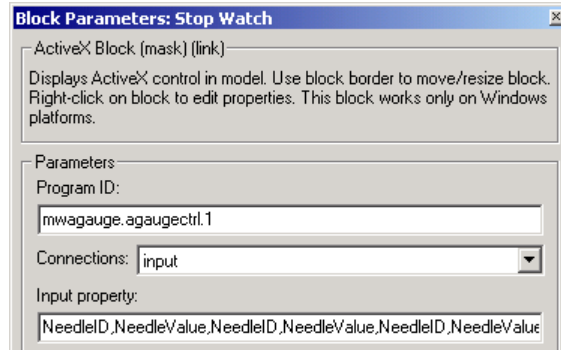 Block Parameters: Stop Watch
ActiveX Block (mask) (link)
Displays ActiveX control in model. Use block border to move/resize block.
Right-click on block to edit properties. This block works only on Windows
platforms.
Parameters
Program ID:
mwagauge.agaugectrl.1
Connections: input
Input property:
NeedleID,NeedleValue,NeedleID,NeedleValue,NeedleID,NeedleValue